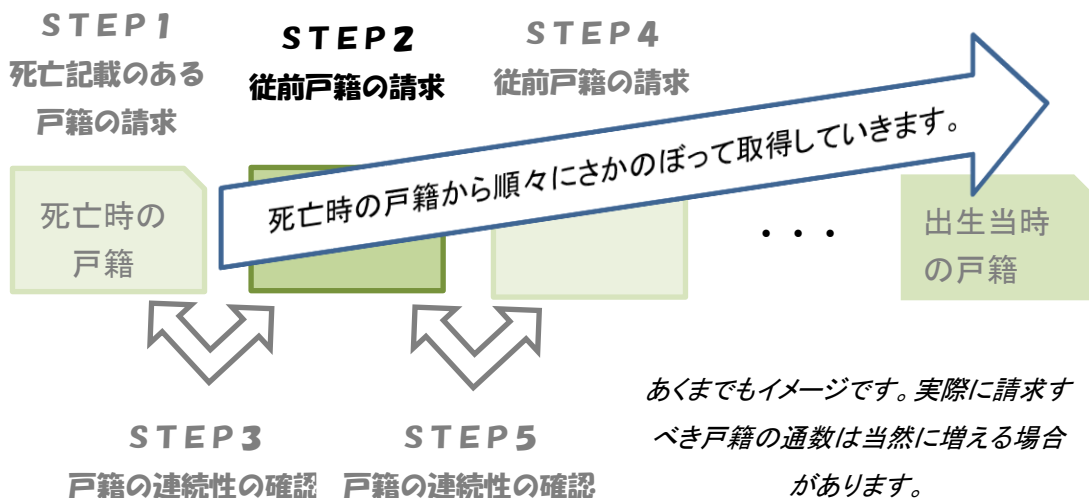 STEP1
死亡記載のある
戸籍の請求
STEP2
従前戸籍の請求
STEP4
従前戸籍の請求
死亡時の戸籍から順々にさかのぼって取得していきます。
死亡時の
戸籍
・・・
出生当時
の戸籍
STEP3
戸籍の連続性の確認
STEP5
戸籍の連続性の確認
あくまでもイメージです。実際に請求す
べき戸籍の通数は当然に増える場合
があります。